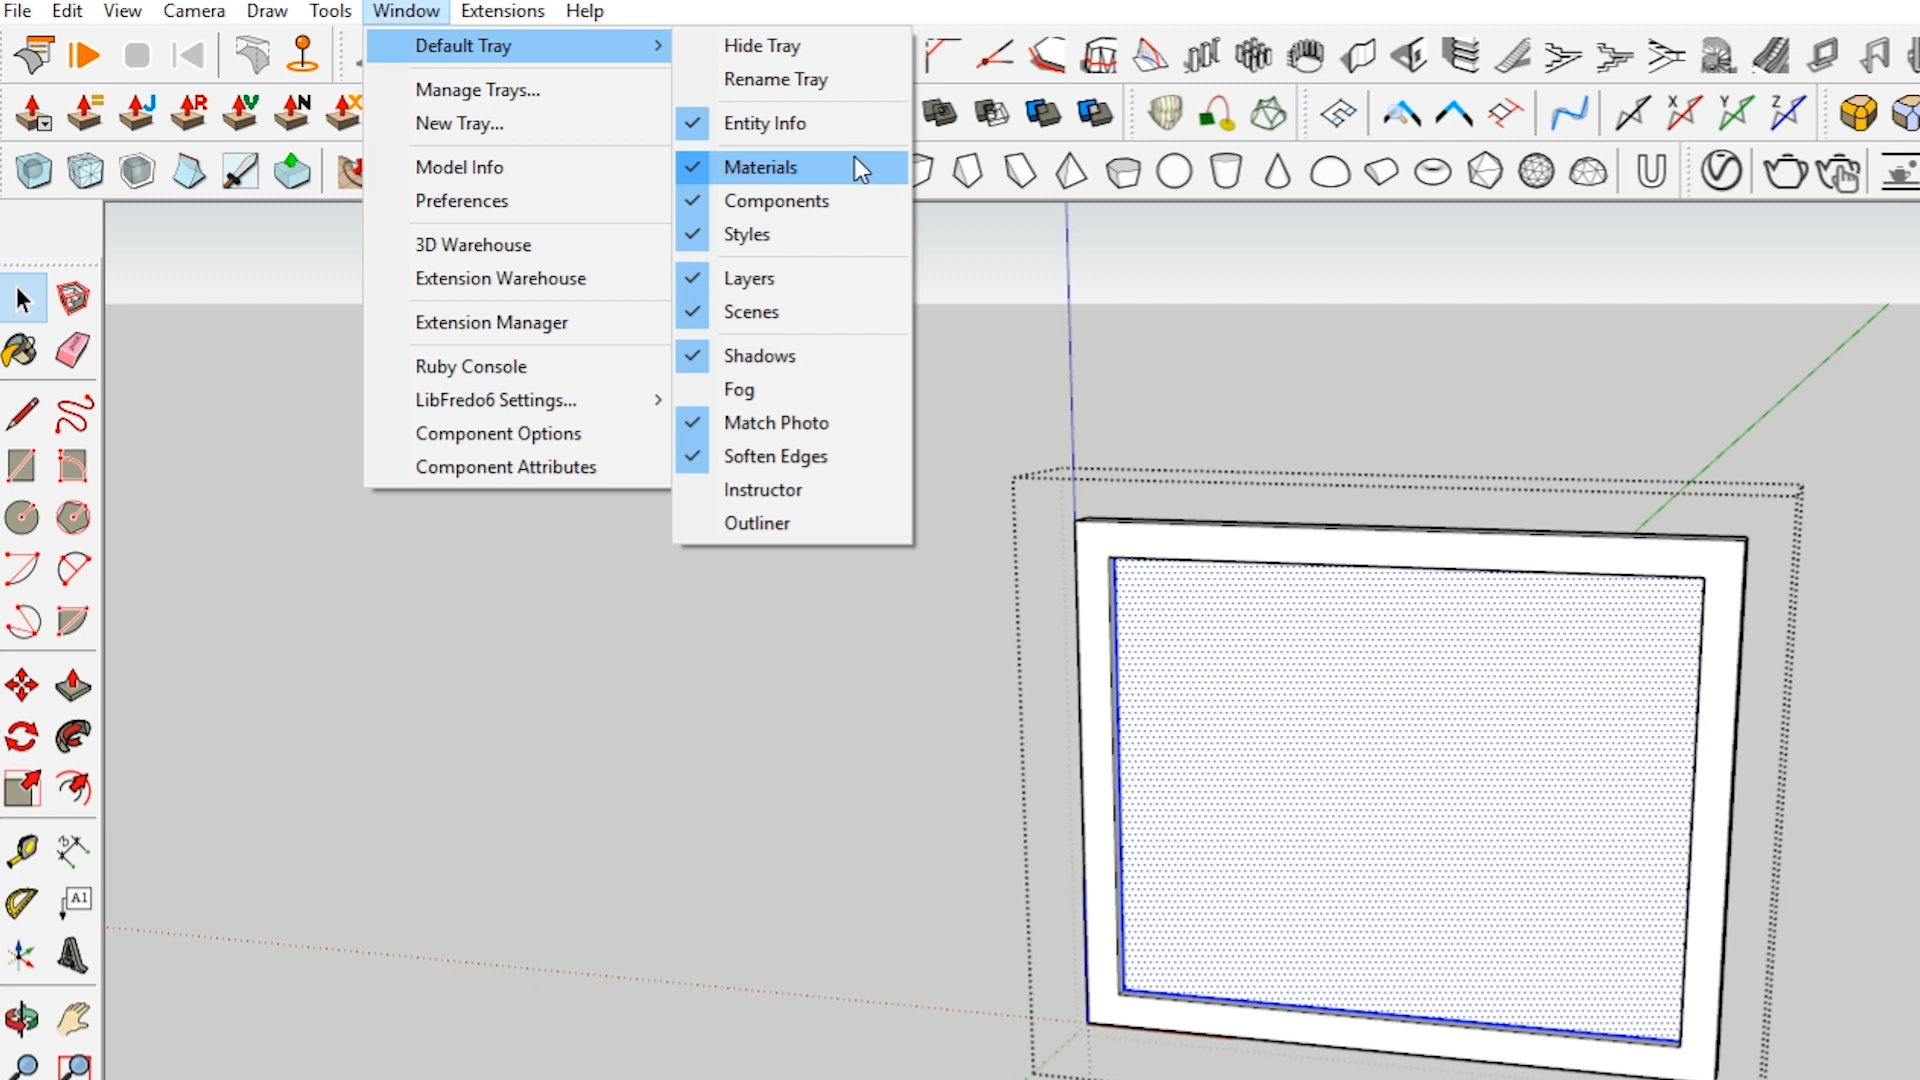 File Edit View Camera Draw Tools Window Extensions Help
Default Tray
Manage Trays...
New Tray...
Model Info
Preferences
3D Warehouse
Extension Warehouse
Extension Manager
Ruby Console
LibFredo6 Settings...
Component Options
Component Attributes
Hide Tray
Rename Tray
Entity Info
Materials
Components
Styles
Layers
Scenes
Shadows
Fog
Match Photo
Soften Edges
Instructor
Outliner
J R V N X
X Y Z
A1